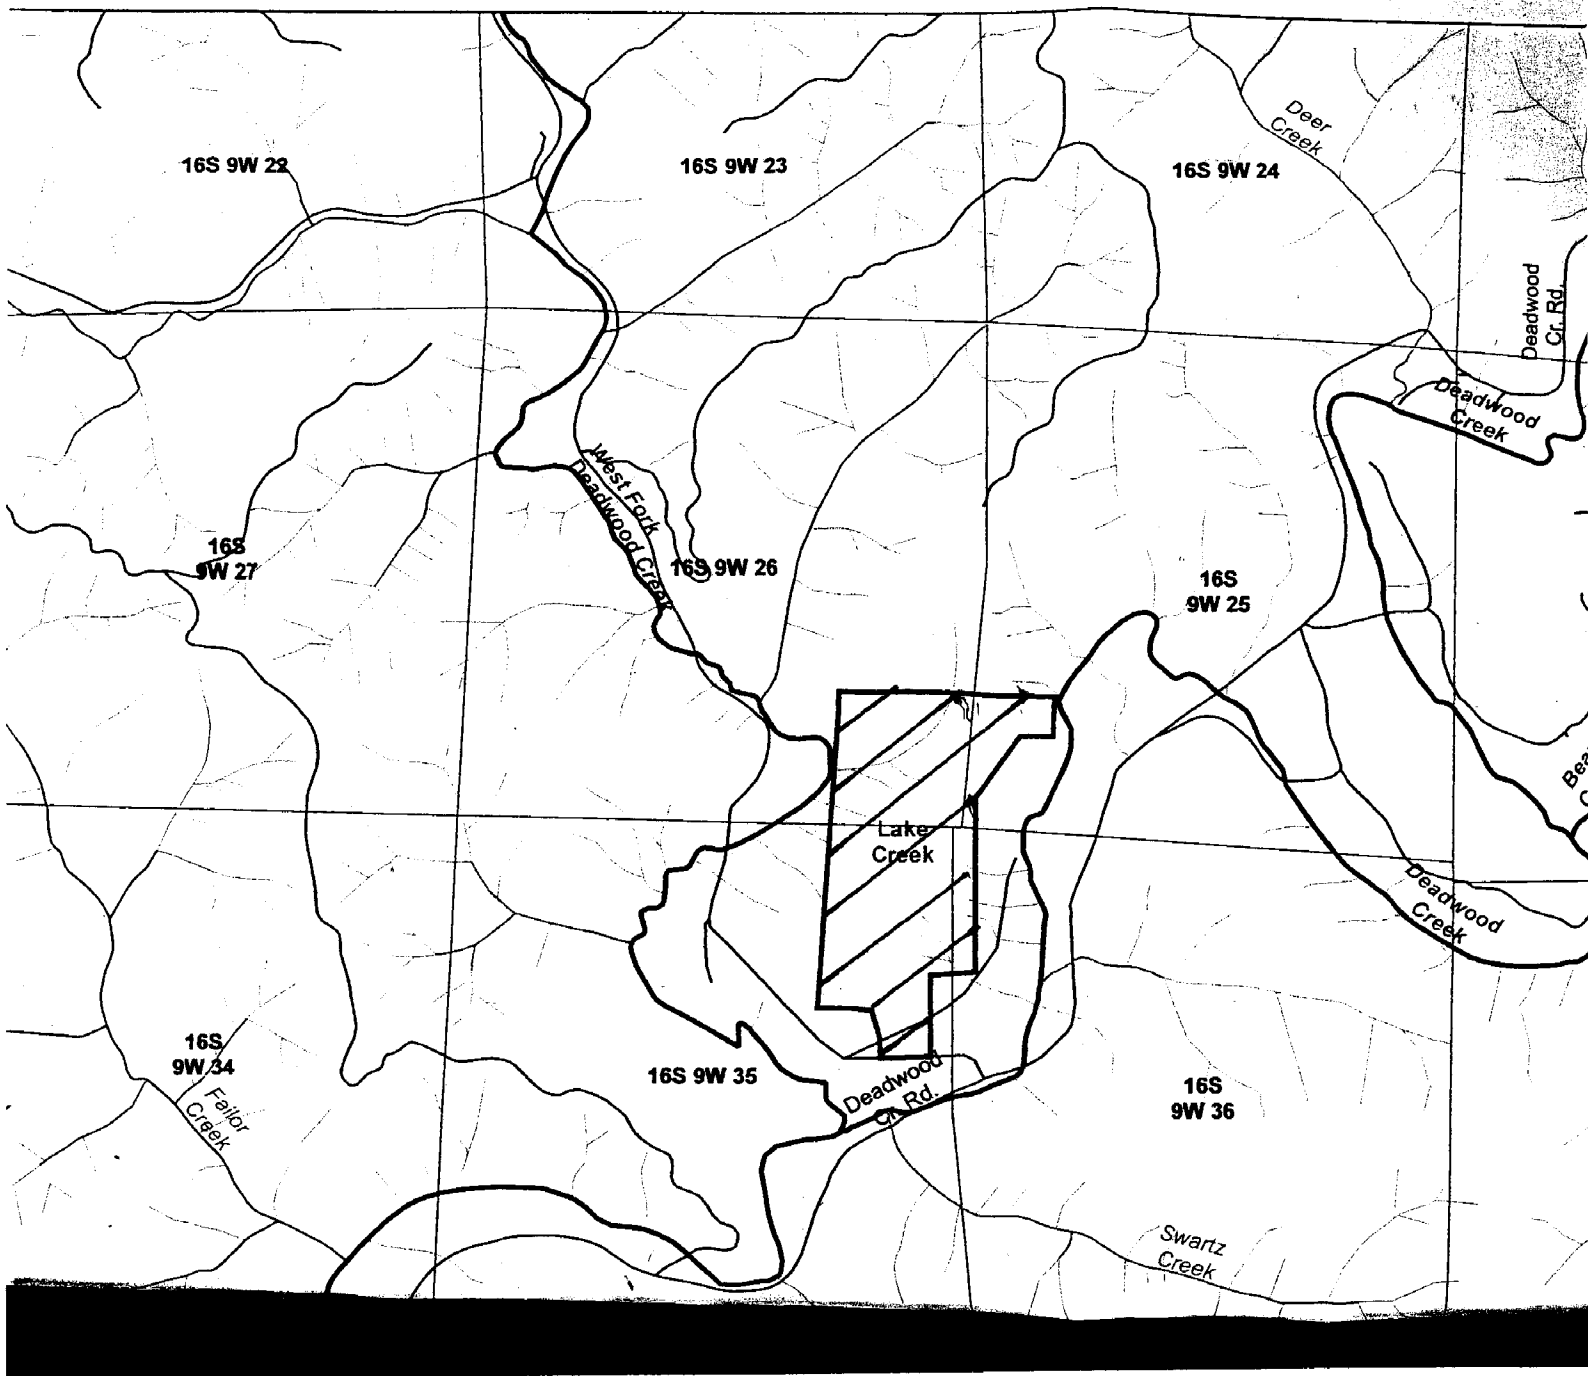 Deer
Creek
16S 9W 22
16S 9W 23
16S 9W 24
Deadwood
Cr. Rd.
Deadwood
Creek
West Fork
Deadwood Creek
16S
9W 27
16S 9W 26
16S
9W 25
Lake
Creek
Deadwood
Creek
16S
9W 34
Failor
Creek
16S 9W 35
Deadwood
Cr. Rd.
16S
9W 36
Swartz
Creek